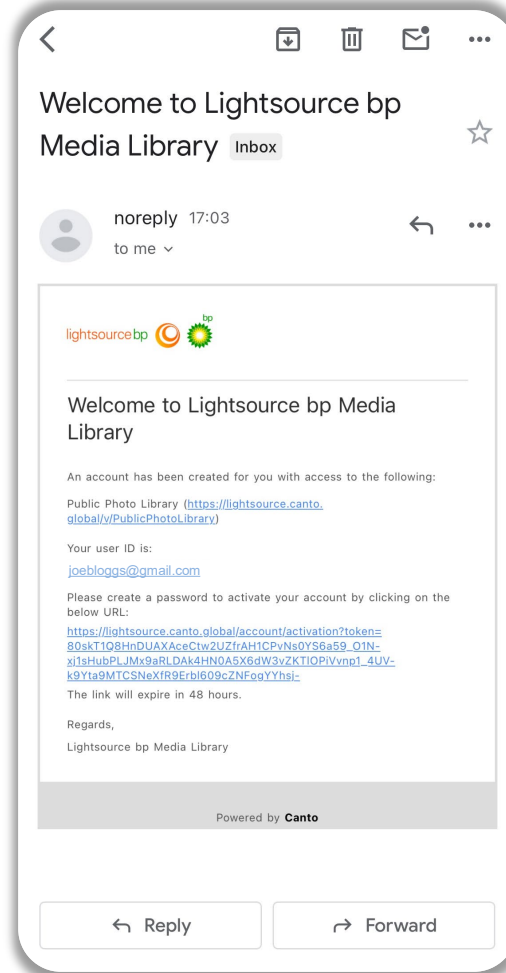 Welcome to Lightsource bp
Media Library Inbox
noreply 17:03
to me
lightsource bp
bp
Welcome to Lightsource bp Media
Library
An account has been created for you with access to the following:
Public Photo Library (https://lightsource.canto.
global/v/PublicPhotoLibrary)
Your user ID is:
joebloggs@gmail.com
Please create a password to activate your account by clicking on the
below URL:
https://lightsource.canto.global/account/activation?token=
80skT1Q8HnDUAXAceCtw2UZfrAH1CPvNs0YS6a59_O1N-
xj1sHubPLJMx9aRLDAk4HN0A5X6dW3vZKTIOPiVvnp1_4UV-
k9Yta9MTCSNeXfR9ErbI609cZNFogYYhsj-
The link will expire in 48 hours.
Regards,
Lightsource bp Media Library
Powered by Canto
Reply
Forward